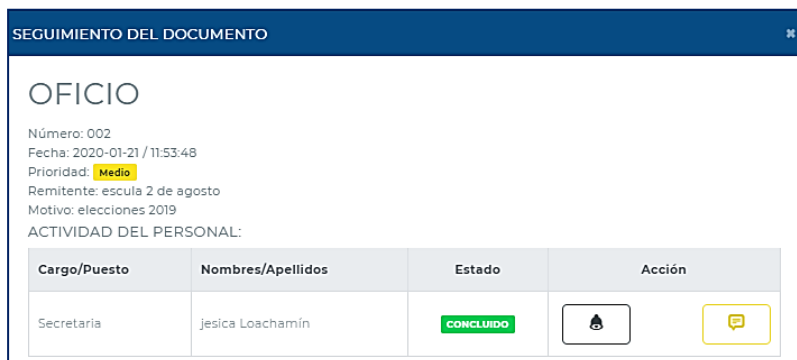 SEGUIMIENTO DEL DOCUMENTO
OFICIO
Número: 002
Fecha: 2020-01-21 / 11:53:48
Prioridad: Medio
Remitente: escula 2 de agosto
Motivo: elecciones 2019
ACTIVIDAD DEL PERSONAL:
Cargo/Puesto Nombres/Apellidos Estado Acción
Secretaria jesica Loachamín CONCLUIDO